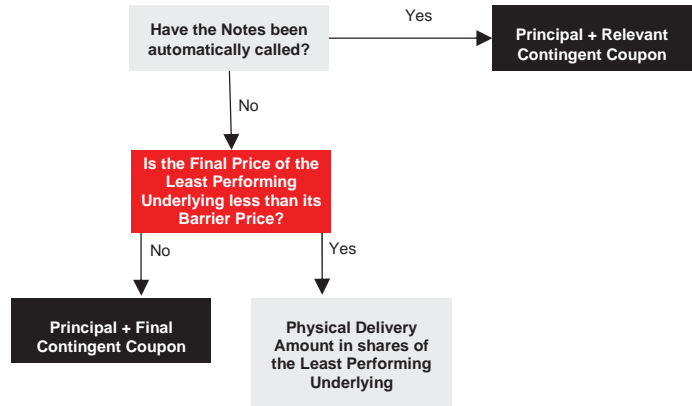 Have the Notes been
automatically called?
Yes
Principal + Relevant
Contingent Coupon
No
Is the Final Price of the
Least Performing
Underlying less than its
Barrier Price?
No
Yes
Principal + Final
Contingent Coupon
Physical Delivery
Amount in shares of
the Least Performing
Underlying